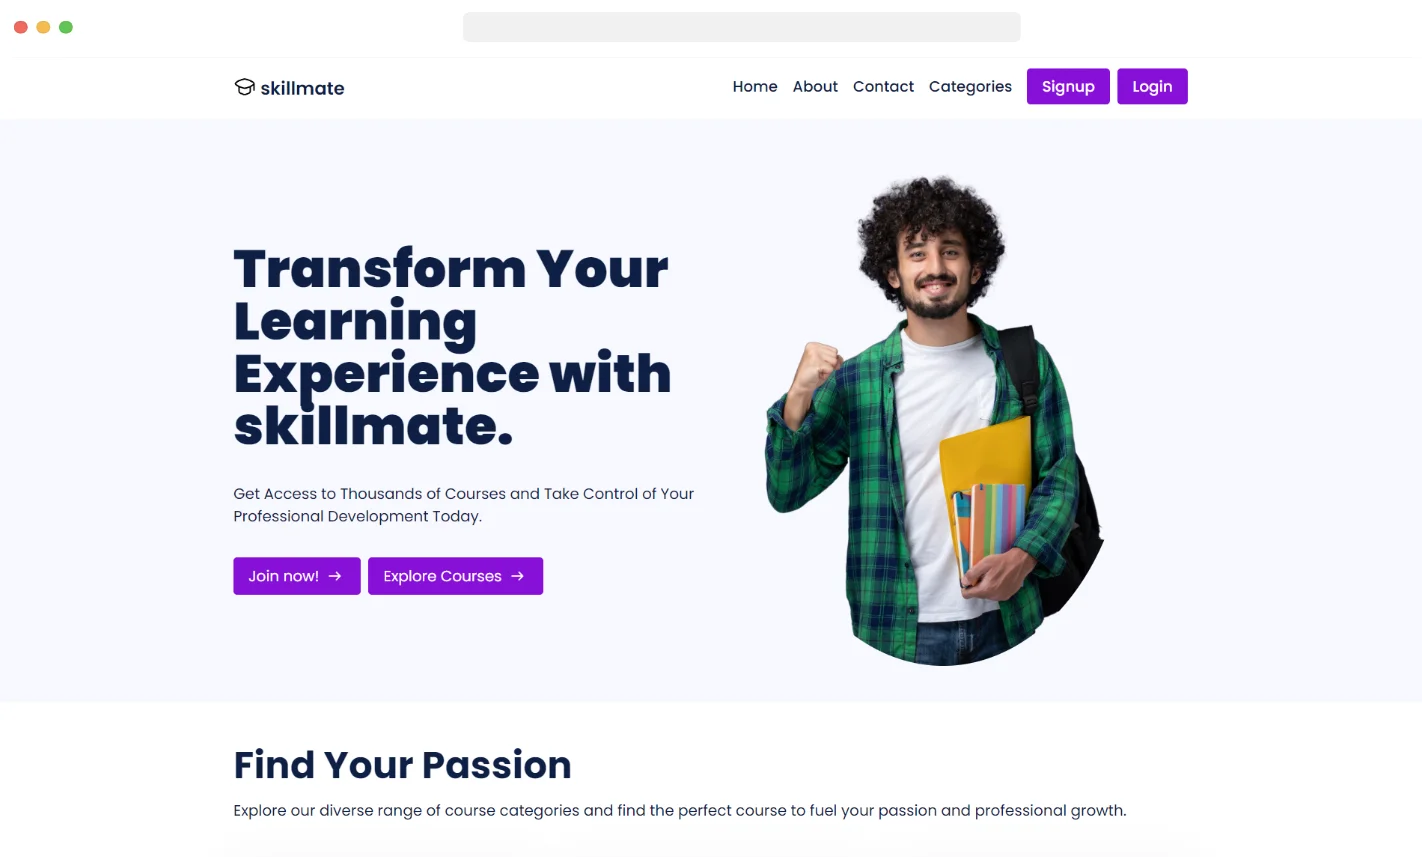 skillmate
Home About Contact Categories Signup Login
Transform Your
Learning
Experience with
skillmate.
Get Access to Thousands of Courses and Take Control of Your
Professional Development Today.
Join now! → Explore Courses →
Find Your Passion
Explore our diverse range of course categories and find the perfect course to fuel your passion and professional growth.